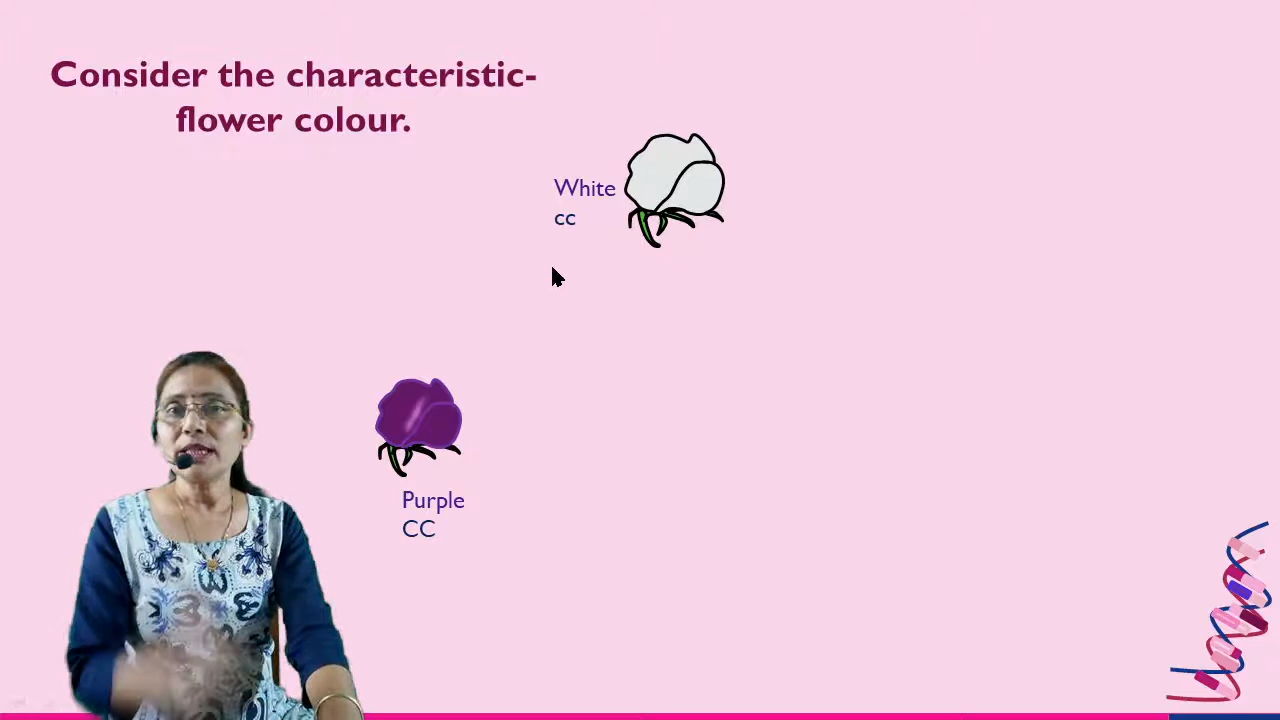 Consider the characteristic-
flower colour.
White
cc
Purple
CC